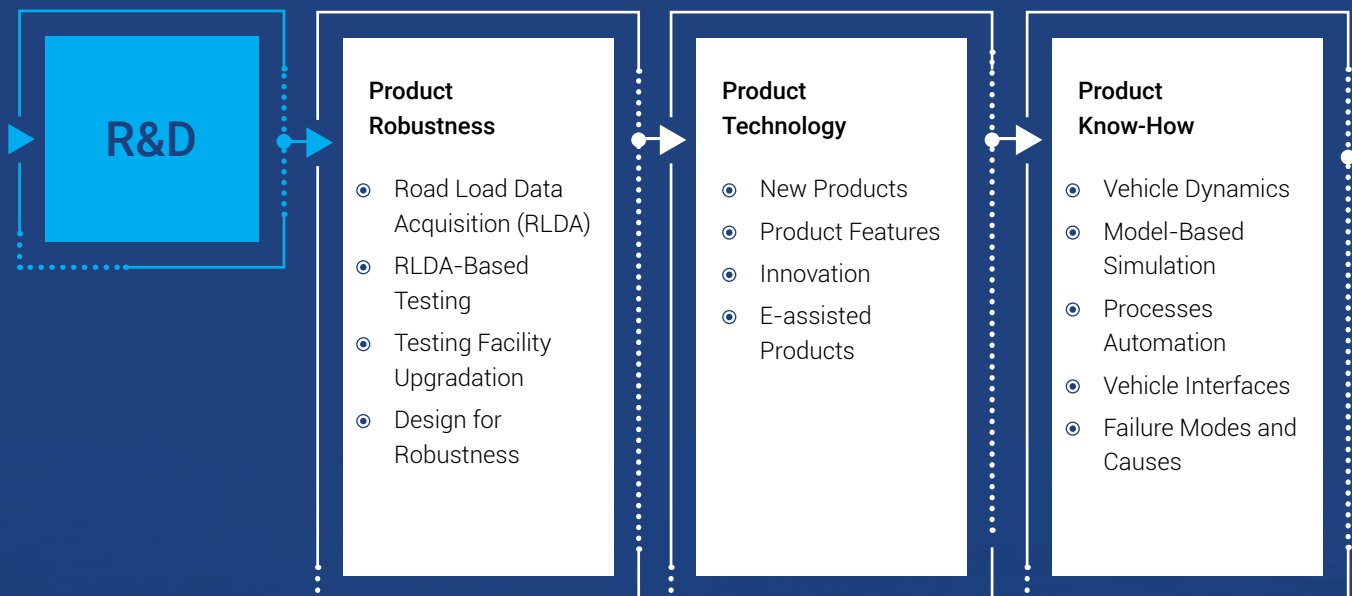 R&D
Product
Robustness
Road Load Data
Acquisition (RLDA)
RLDA-Based
Testing
Testing Facility
Upgradation
Design for
Robustness
Product
Technology
New Products
Product Features
Innovation
E-assisted
Products
Product
Know-How
Vehicle Dynamics
Model-Based
Simulation
Processes
Automation
Vehicle Interfaces
Failure Modes and
Causes